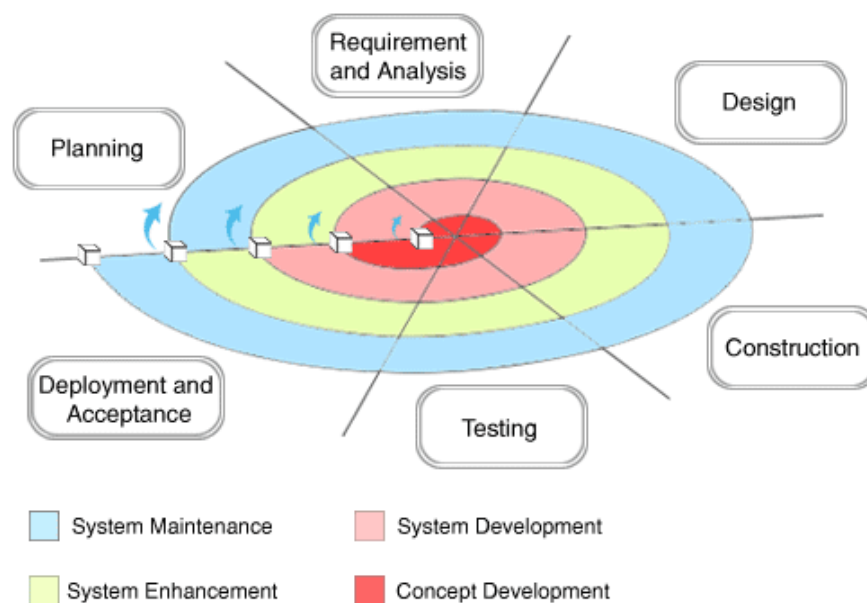 Requirement
and Analysis
Design
Planning
Construction
Deployment and
Acceptance
Testing
System Maintenance
System Development
System Enhancement
Concept Development